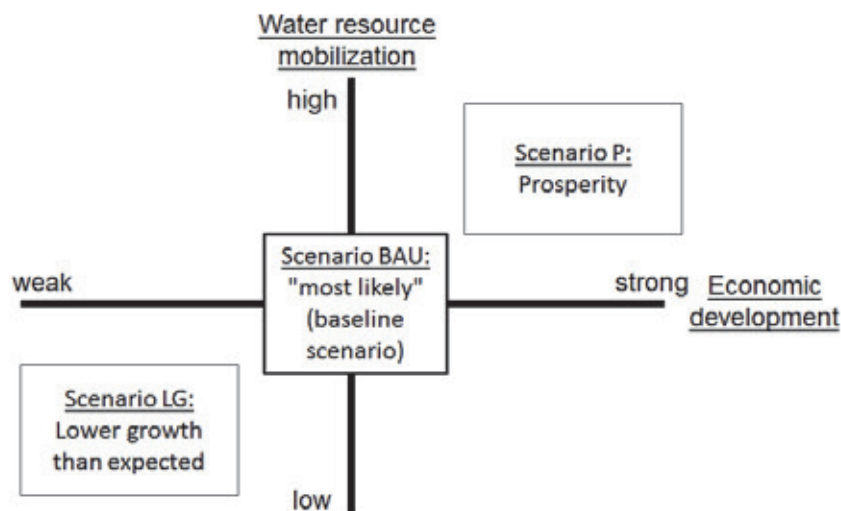 Water resource
mobilization
high
Scenario P:
Prosperity
Scenario BAU:
"most likely"
(baseline
scenario)
weak
strong
Economic
development
Scenario LG:
Lower growth
than expected
low